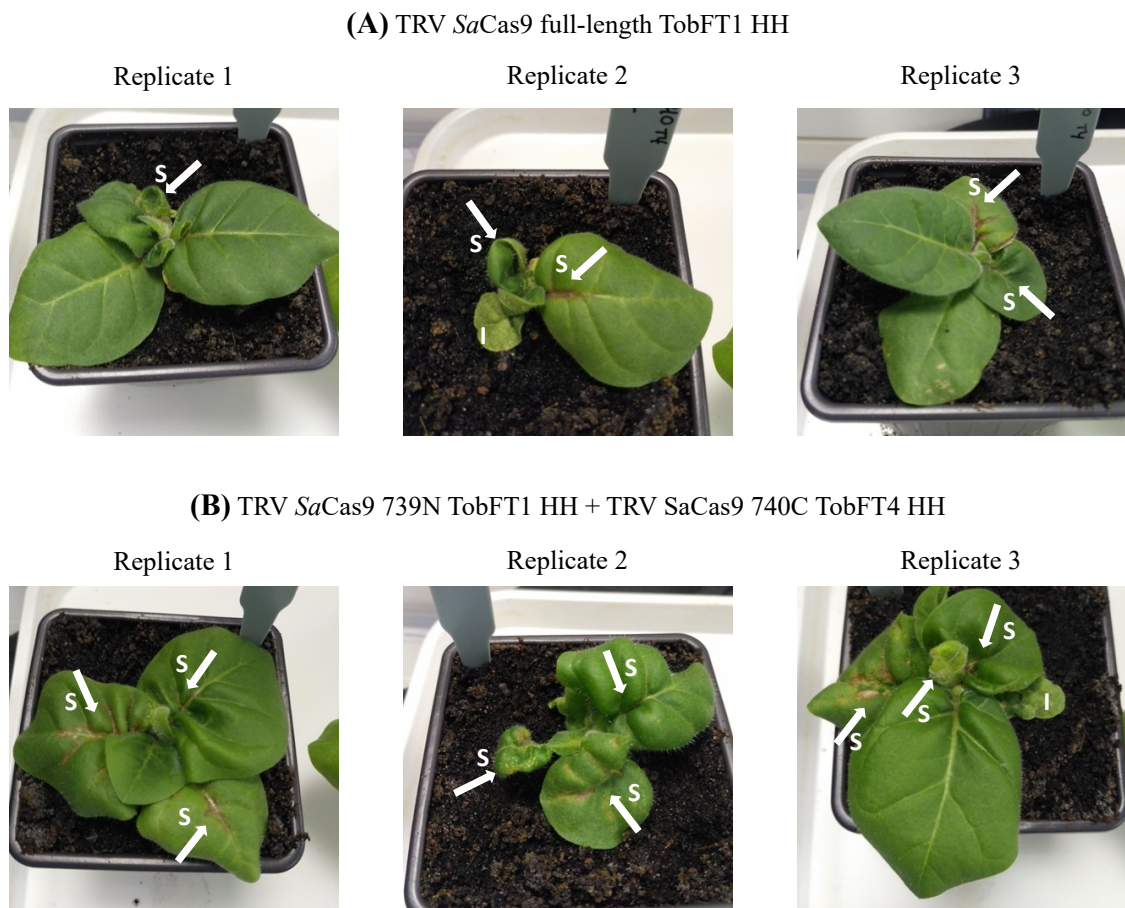 (A) TRV SaCas9 full-length TobFT1 HH
Replicate 1
Replicate 2
Replicate 3
S
S
S
I
S
S
(B) TRV SaCas9 739N TobFT1 HH + TRV SaCas9 740C TobFT4 HH
Replicate 1
Replicate 2
Replicate 3
S
S
S
S
S
S
S
S
S
I